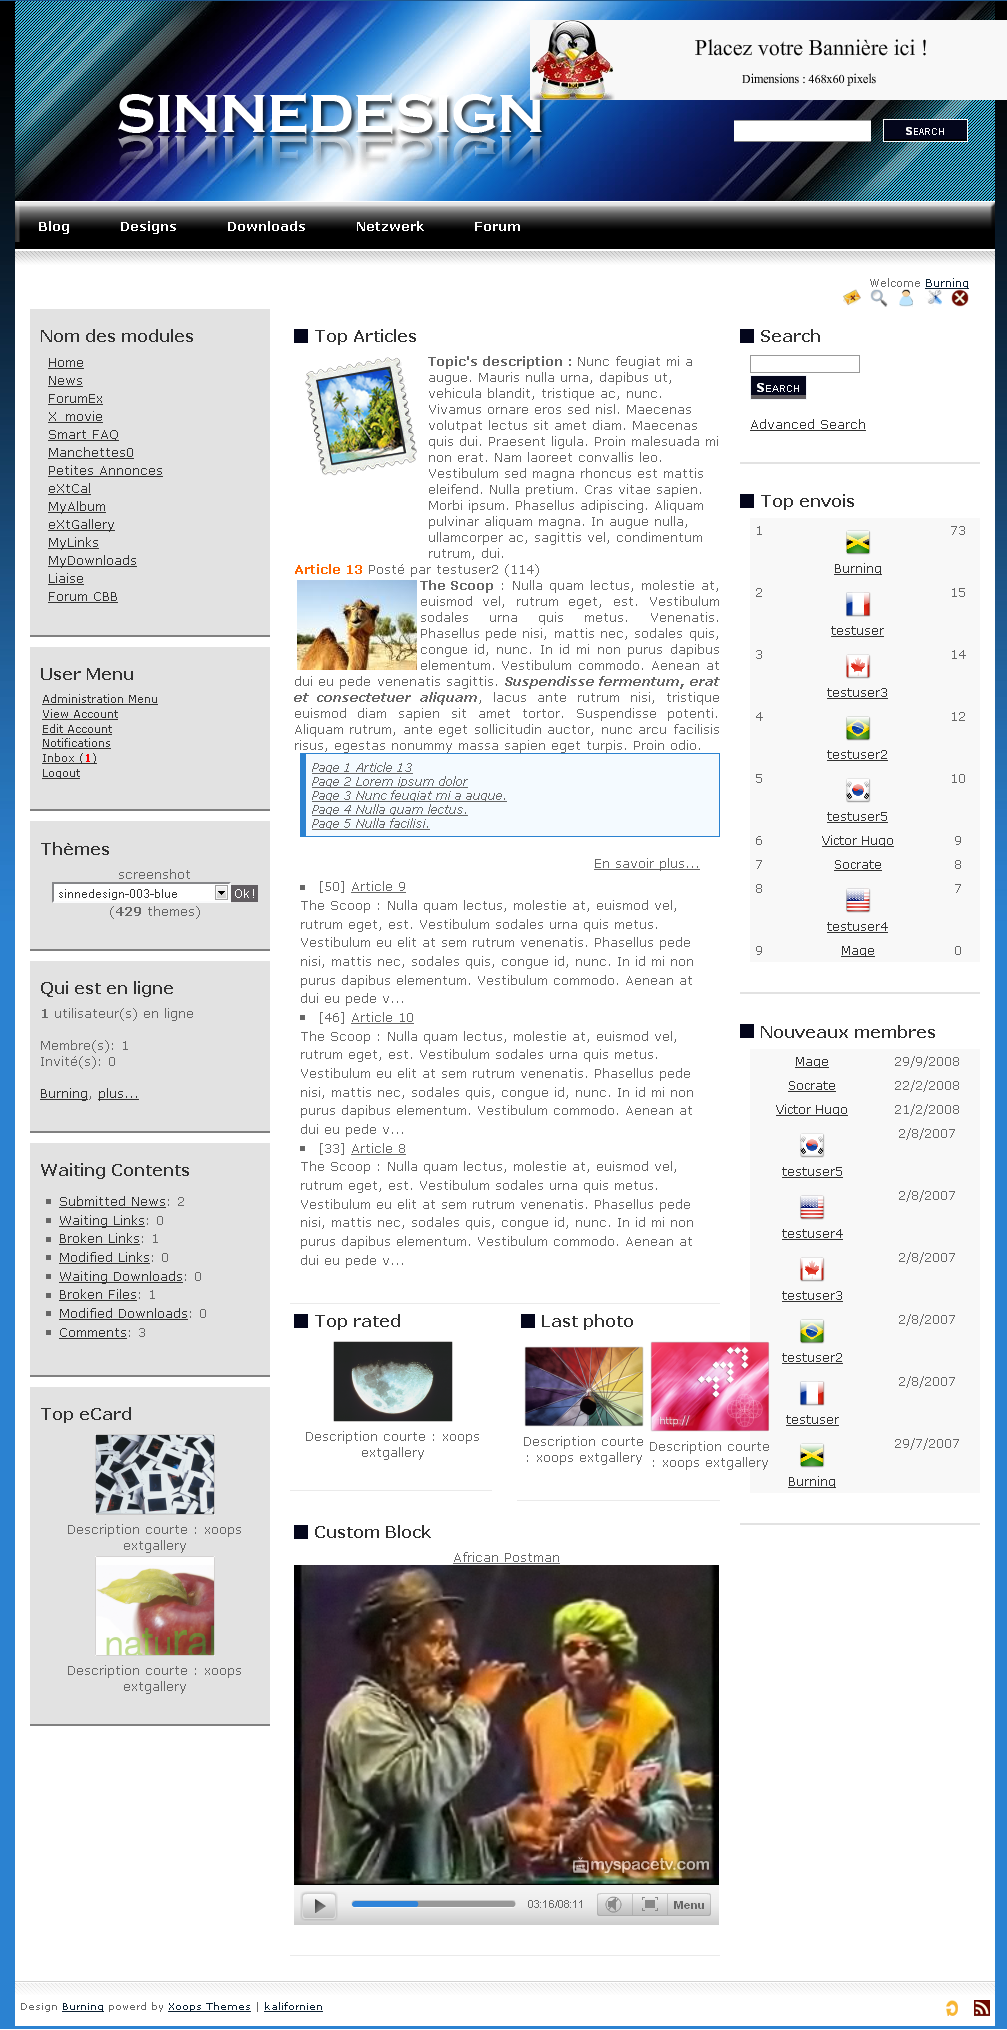 Placez votre Bannière ici !
Dimensions : 468x60 pixels
SINNEDESIGN
Search
Blog Designs Downloads Netzwerk Forum
Welcome Burning
Nom des modules
Home
News
ForumEx
X_movie
Smart FAQ
Manchettes0
Petites Annonces
eXtCal
MyAlbum
eXtGallery
MyLinks
MyDownloads
Liaise
Forum CBB
User Menu
Administration Menu
View Account
Edit Account
Notifications
Inbox (1)
Logout
Thèmes
screenshot
sinnedesign-003-blue Ok!
(429 themes)
Qui est en ligne
1 utilisateur(s) en ligne
Membre(s): 1
Invité(s): 0
Burning, plus...
Waiting Contents
Submitted News: 2
Waiting Links: 0
Broken Links: 1
Modified Links: 0
Waiting Downloads: 0
Broken Files: 1
Modified Downloads: 0
Comments: 3
Top eCard
Description courte : xoops
extgallery
natural
Description courte : xoops
extgallery
Top Articles
Topic's description : Nunc feugiat mi a
augue. Mauris nulla urna, dapibus ut,
vehicula blandit, tristique ac, nunc.
Vivamus ornare eros sed nisl. Maecenas
volutpat lectus sit amet diam. Maecenas
quis dui. Praesent ligula. Proin malesuada mi
non erat. Nam laoreet convallis leo.
Vestibulum sed magna rhoncus est mattis
eleifend. Nulla pretium. Cras vitae sapien.
Morbi ipsum. Phasellus adipiscing. Aliquam
pulvinar aliquam magna. In augue nulla,
ullamcorper ac, sagittis vel, condimentum
rutrum, dui.
Article 13 Posté par testuser2 (114)
The Scoop : Nulla quam lectus, molestie at,
euismod vel, rutrum eget, est. Vestibulum
sodales urna quis metus. Venenatis.
Phasellus pede nisi, mattis nec, sodales quis,
congue id, nunc. In id mi non purus dapibus
elementum. Vestibulum commodo. Aenean at
dui eu pede venenatis sagittis. Suspendisse fermentum, erat
et consectetuer aliquam, lacus ante rutrum nisi, tristique
euismod diam sapien sit amet tortor. Suspendisse potenti.
Aliquam rutrum, ante eget sollicitudin auctor, nunc arcu facilisis
risus, egestas nonummy massa sapien eget turpis. Proin odio.
Page 1 Article 13
Page 2 Lorem ipsum dolor
Page 3 Nunc feugiat mi a augue.
Page 4 Nulla quam lectus.
Page 5 Nulla facilisi.
En savoir plus...
[50] Article 9
The Scoop : Nulla quam lectus, molestie at, euismod vel,
rutrum eget, est. Vestibulum sodales urna quis metus.
Vestibulum eu elit at sem rutrum venenatis. Phasellus pede
nisi, mattis nec, sodales quis, congue id, nunc. In id mi non
purus dapibus elementum. Vestibulum commodo. Aenean at
dui eu pede v...
[46] Article 10
The Scoop : Nulla quam lectus, molestie at, euismod vel,
rutrum eget, est. Vestibulum sodales urna quis metus.
Vestibulum eu elit at sem rutrum venenatis. Phasellus pede
nisi, mattis nec, sodales quis, congue id, nunc. In id mi non
purus dapibus elementum. Vestibulum commodo. Aenean at
dui eu pede v...
[33] Article 8
The Scoop : Nulla quam lectus, molestie at, euismod vel,
rutrum eget, est. Vestibulum sodales urna quis metus.
Vestibulum eu elit at sem rutrum venenatis. Phasellus pede
nisi, mattis nec, sodales quis, congue id, nunc. In id mi non
purus dapibus elementum. Vestibulum commodo. Aenean at
dui eu pede v...
Top rated
Description courte : xoops
extgallery
Last photo
Description courte
: xoops extgallery
http://
Description courte
: xoops extgallery
Custom Block
African Postman
myspacetv.com
03:16/08:11 Menu
Search
Search
Advanced Search
Top envois
1 Burning 73
2 testuser 15
3 testuser3 14
4 testuser2 12
5 testuser5 10
6 Victor Hugo 9
7 Socrate 8
8 testuser4 7
9 Mage 0
Nouveaux membres
Mage 29/9/2008
Socrate 22/2/2008
Victor Hugo 21/2/2008
testuser5 2/8/2007
testuser4 2/8/2007
testuser3 2/8/2007
testuser2 2/8/2007
testuser 2/8/2007
Burning 29/7/2007
Design Burning powerd by Xoops Themes | kalifornien